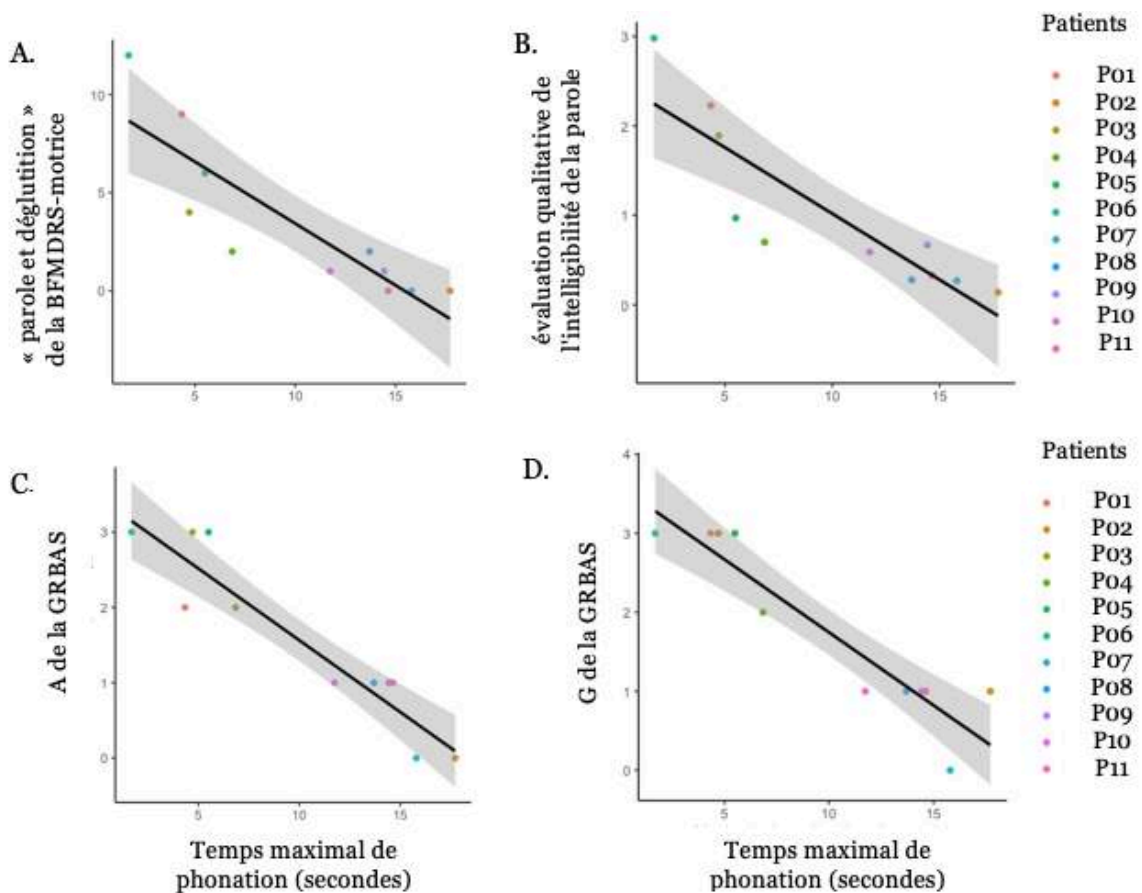 A.
« parole et déglutition »
de la BFMDRS-motrice
10
5
0
5
10
15
B.
évaluation qualitative de
l'intelligibilité de la parole
3
2
1
0
5
10
15
Patients
P01
P02
P03
P04
P05
P06
P07
P08
P09
P10
P11
C.
A de la GRBAS
3
2
1
0
5
10
15
Temps maximal de
phonation (secondes)
D.
G de la GRBAS
4
3
2
1
0
5
10
15
Temps maximal de
phonation (secondes)
Patients
P01
P02
P03
P04
P05
P06
P07
P08
P09
P10
P11